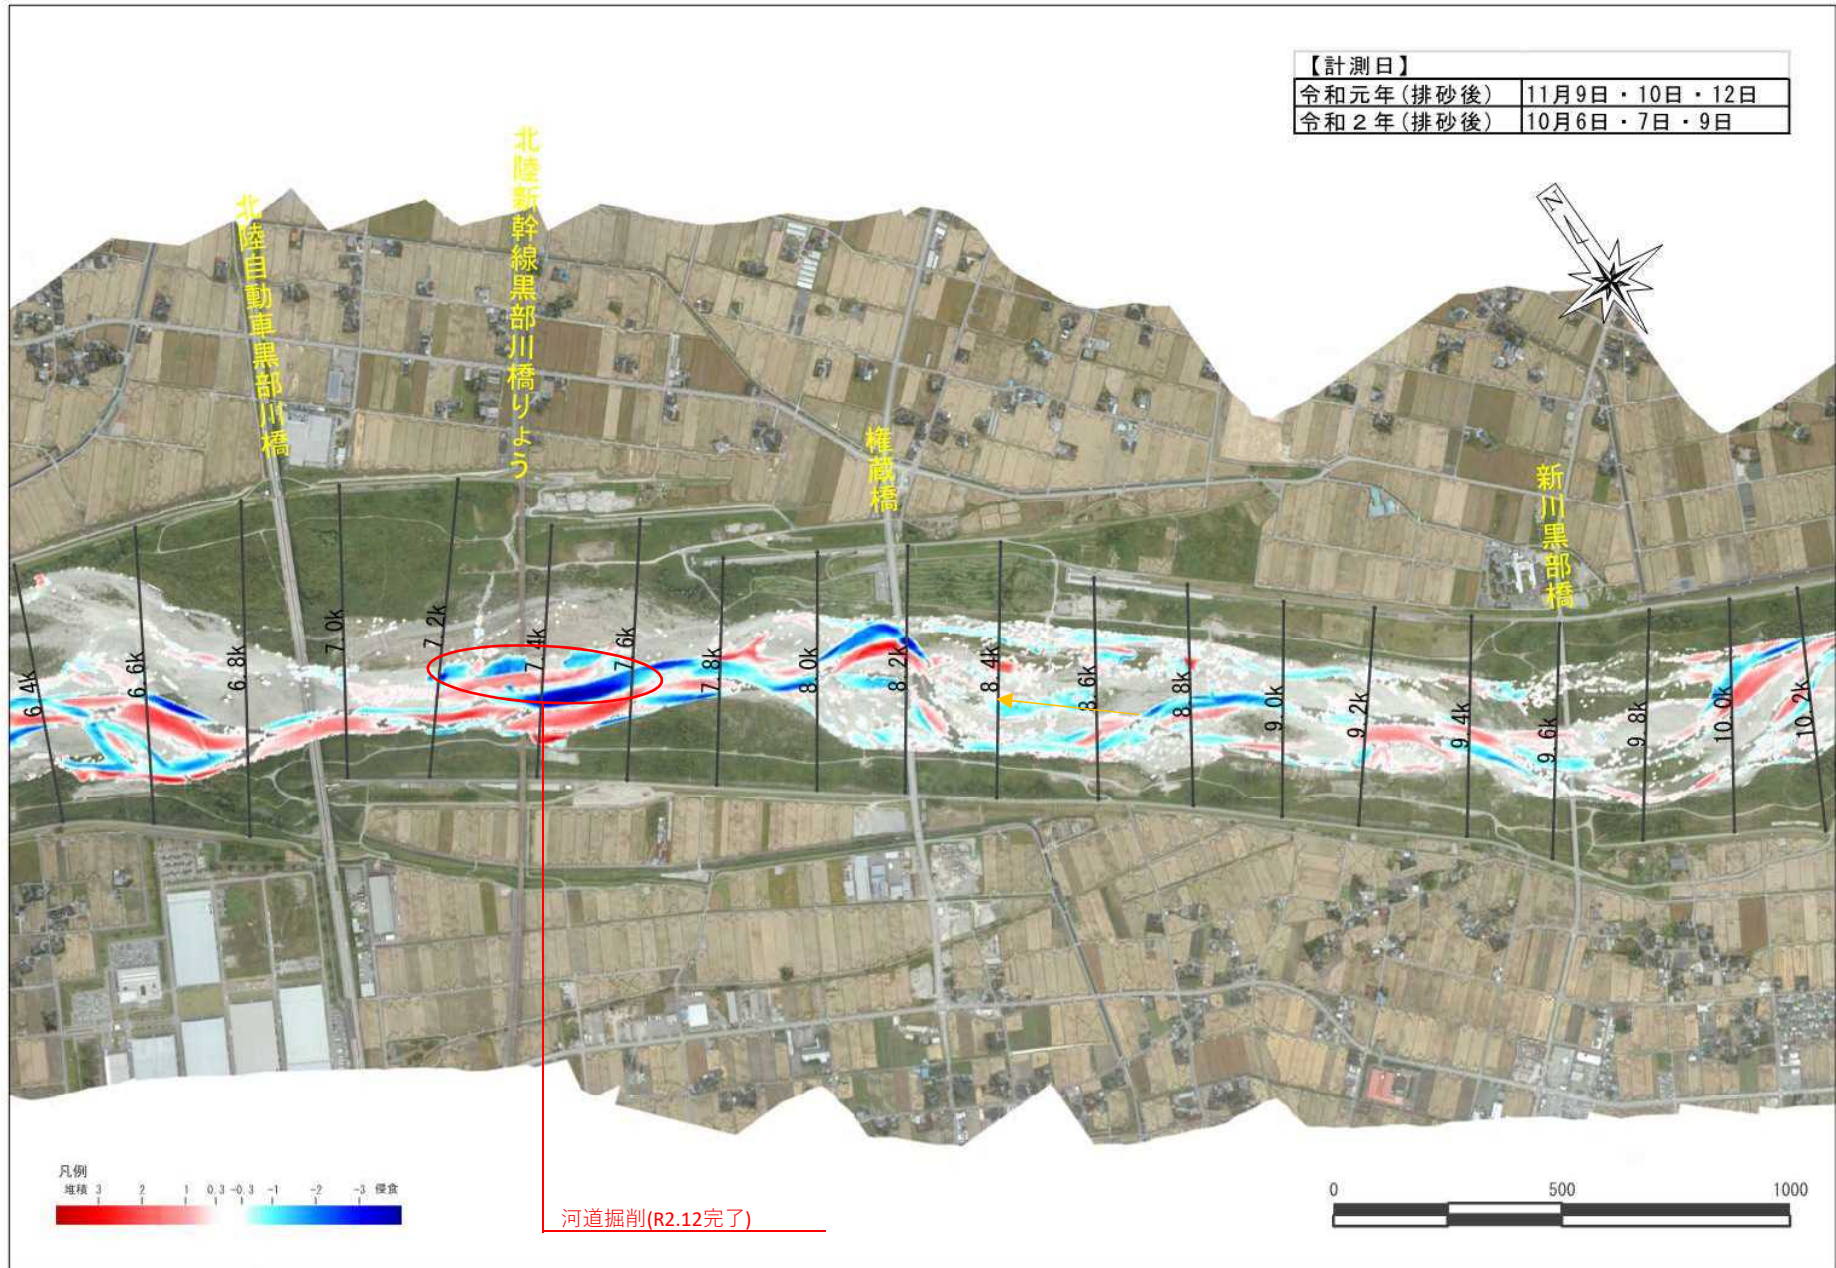 【計測日】
令和元年(排砂後) 11月9日・10日・12日
令和２年(排砂後) 10月6日・7日・9日
N
北陸自動車黒部川橋
北陸新幹線黒部川橋りょう
権蔵橋
新川黒部橋
6.4k
6.6k
6.8k
7.0k
7.2k
7.4k
7.6k
7.8k
8.0k
8.2k
8.4k
8.6k
8.8k
9.0k
9.2k
9.4k
9.6k
9.8k
10.0k
10.2k
凡例
堆積 3 2 1 0.3 -0.3 -1 -2 -3 侵食
河道掘削(R2.12完了)
0 500 1000